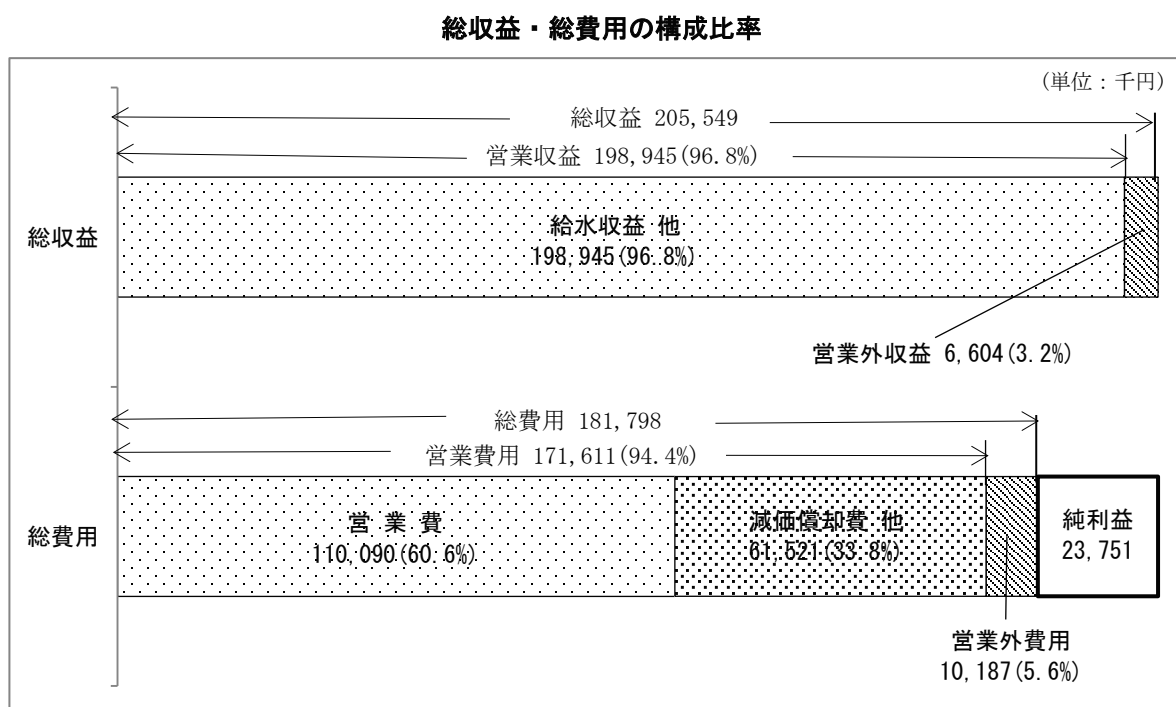 総収益・総費用の構成比率
(単位：千円)
総収益 205,549
営業収益 198,945(96.8%)
総収益
給水収益 他
198,945(96.8%)
営業外収益 6,604(3.2%)
総費用 181,798
営業費用 171,611(94.4%)
総費用
営 業 費
110,090(60.6%)
減価償却費 他
61,521(33.8%)
純利益
23,751
営業外費用
10,187(5.6%)